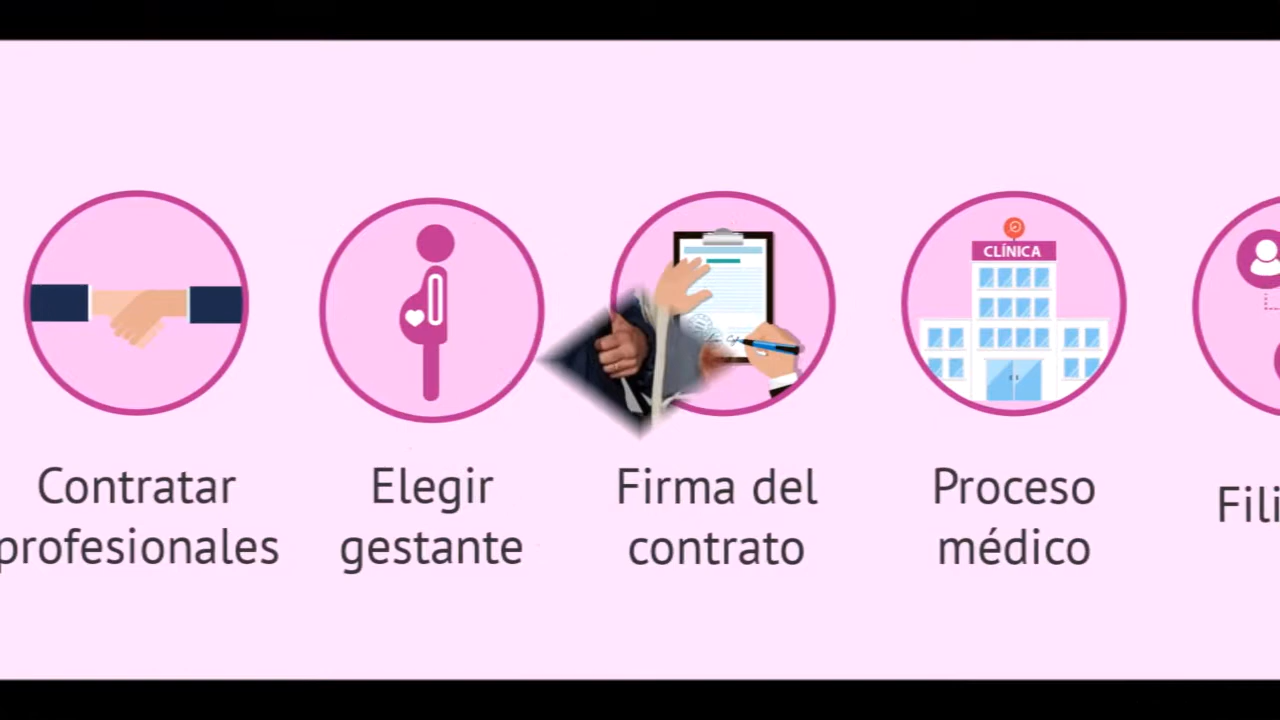 CLÍNICA
Contratar
profesionales
Elegir
gestante
Firma del
contrato
Proceso
médico